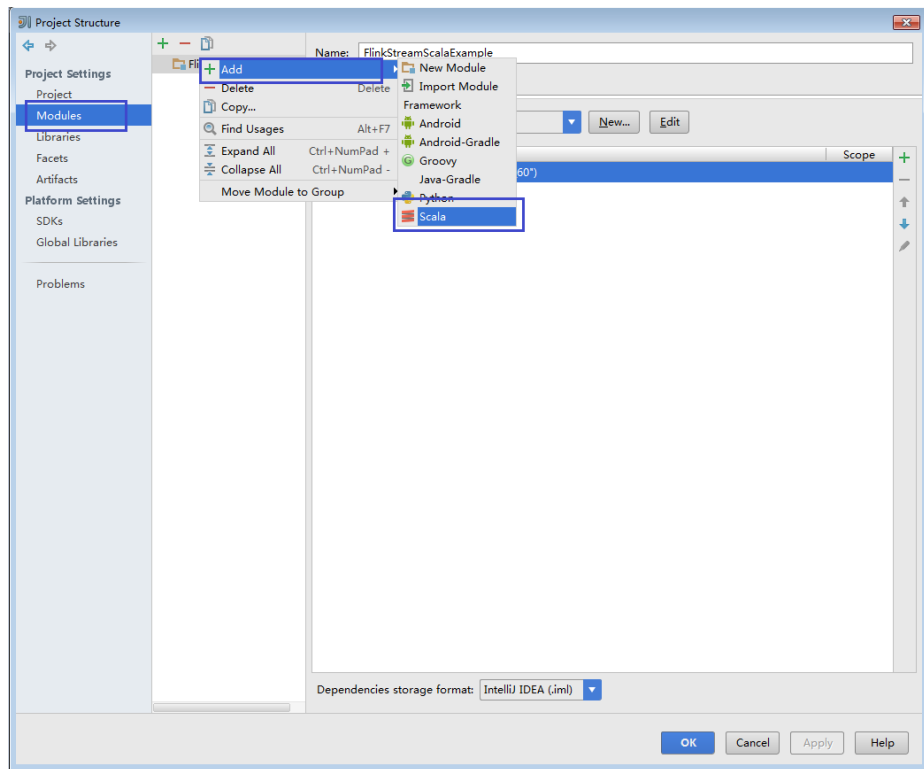 Project Structure
Name: FlinkStreamScalaExample
Project Settings
Project
Modules
Libraries
Facets
Artifacts
Platform Settings
SDKs
Global Libraries
Problems
Fli
Add
Delete Delete
Copy...
Find Usages Alt+F7
Expand All Ctrl+NumPad +
Collapse All Ctrl+NumPad -
Move Module to Group
New Module
Import Module
Framework
Android
Android-Gradle
Groovy
Java-Gradle
Python
Scala
New... Edit
Scope
60")
Dependencies storage format: IntelliJ IDEA (.iml)
OK Cancel Apply Help